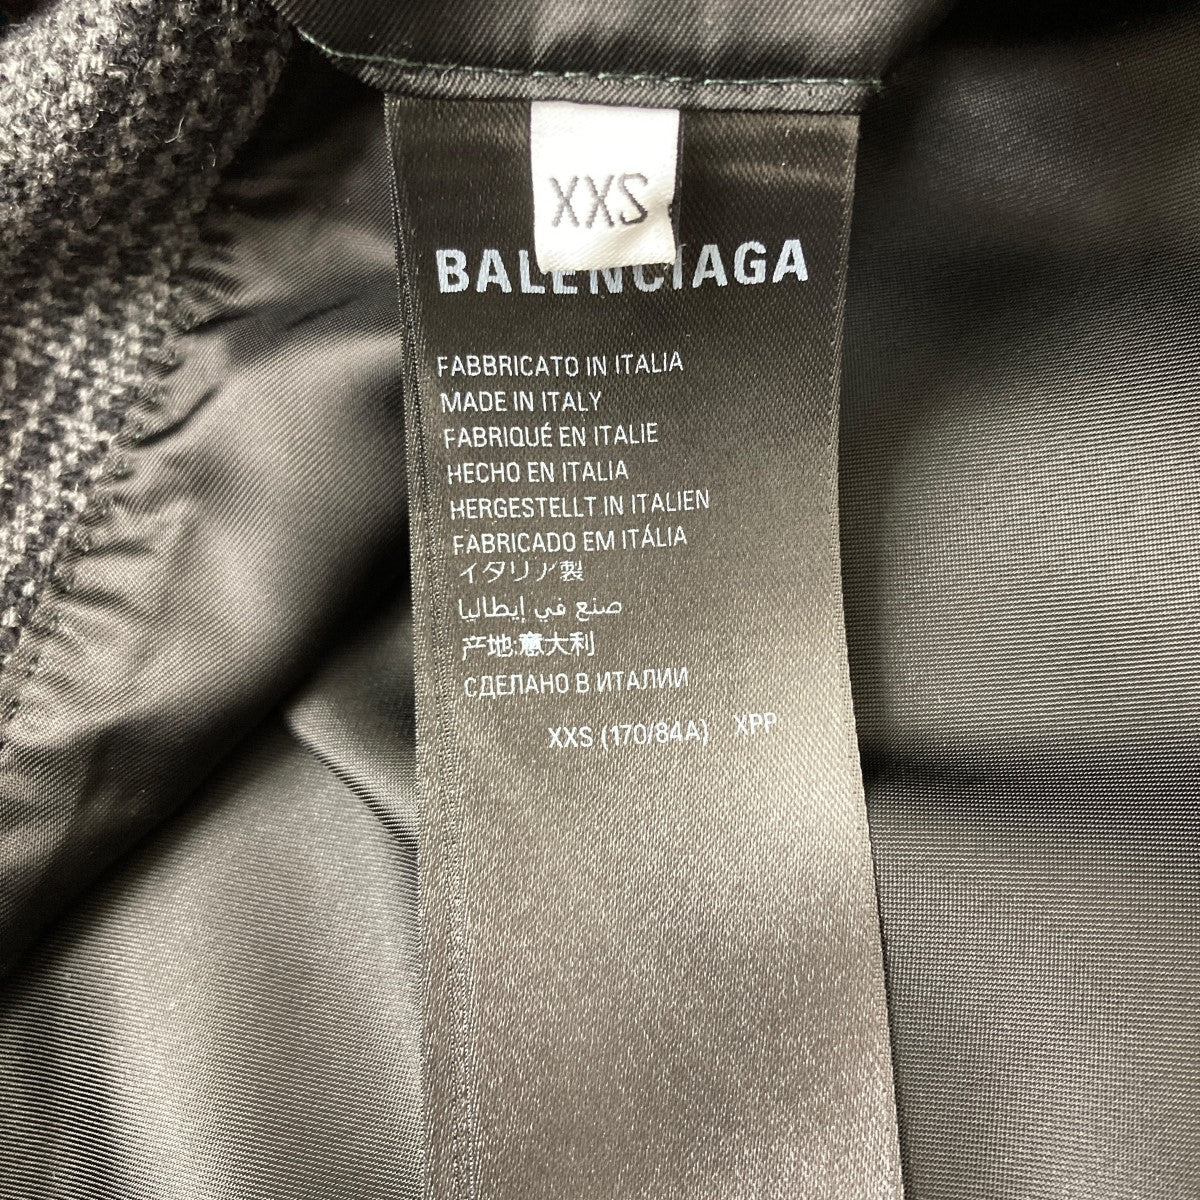 XXS
BALENCIAGA
FABBRICATO IN ITALIA
MADE IN ITALY
FABRIQUÉ EN ITALIE
HECHO EN ITALIA
HERGESTELLT IN ITALIEN
FABRICADO EM ITÁLIA
イタリア製
صنع في إيطاليا
产地:意大利
СДЕЛАНО В ИТАЛИИ
XXS (170/84A) XPP